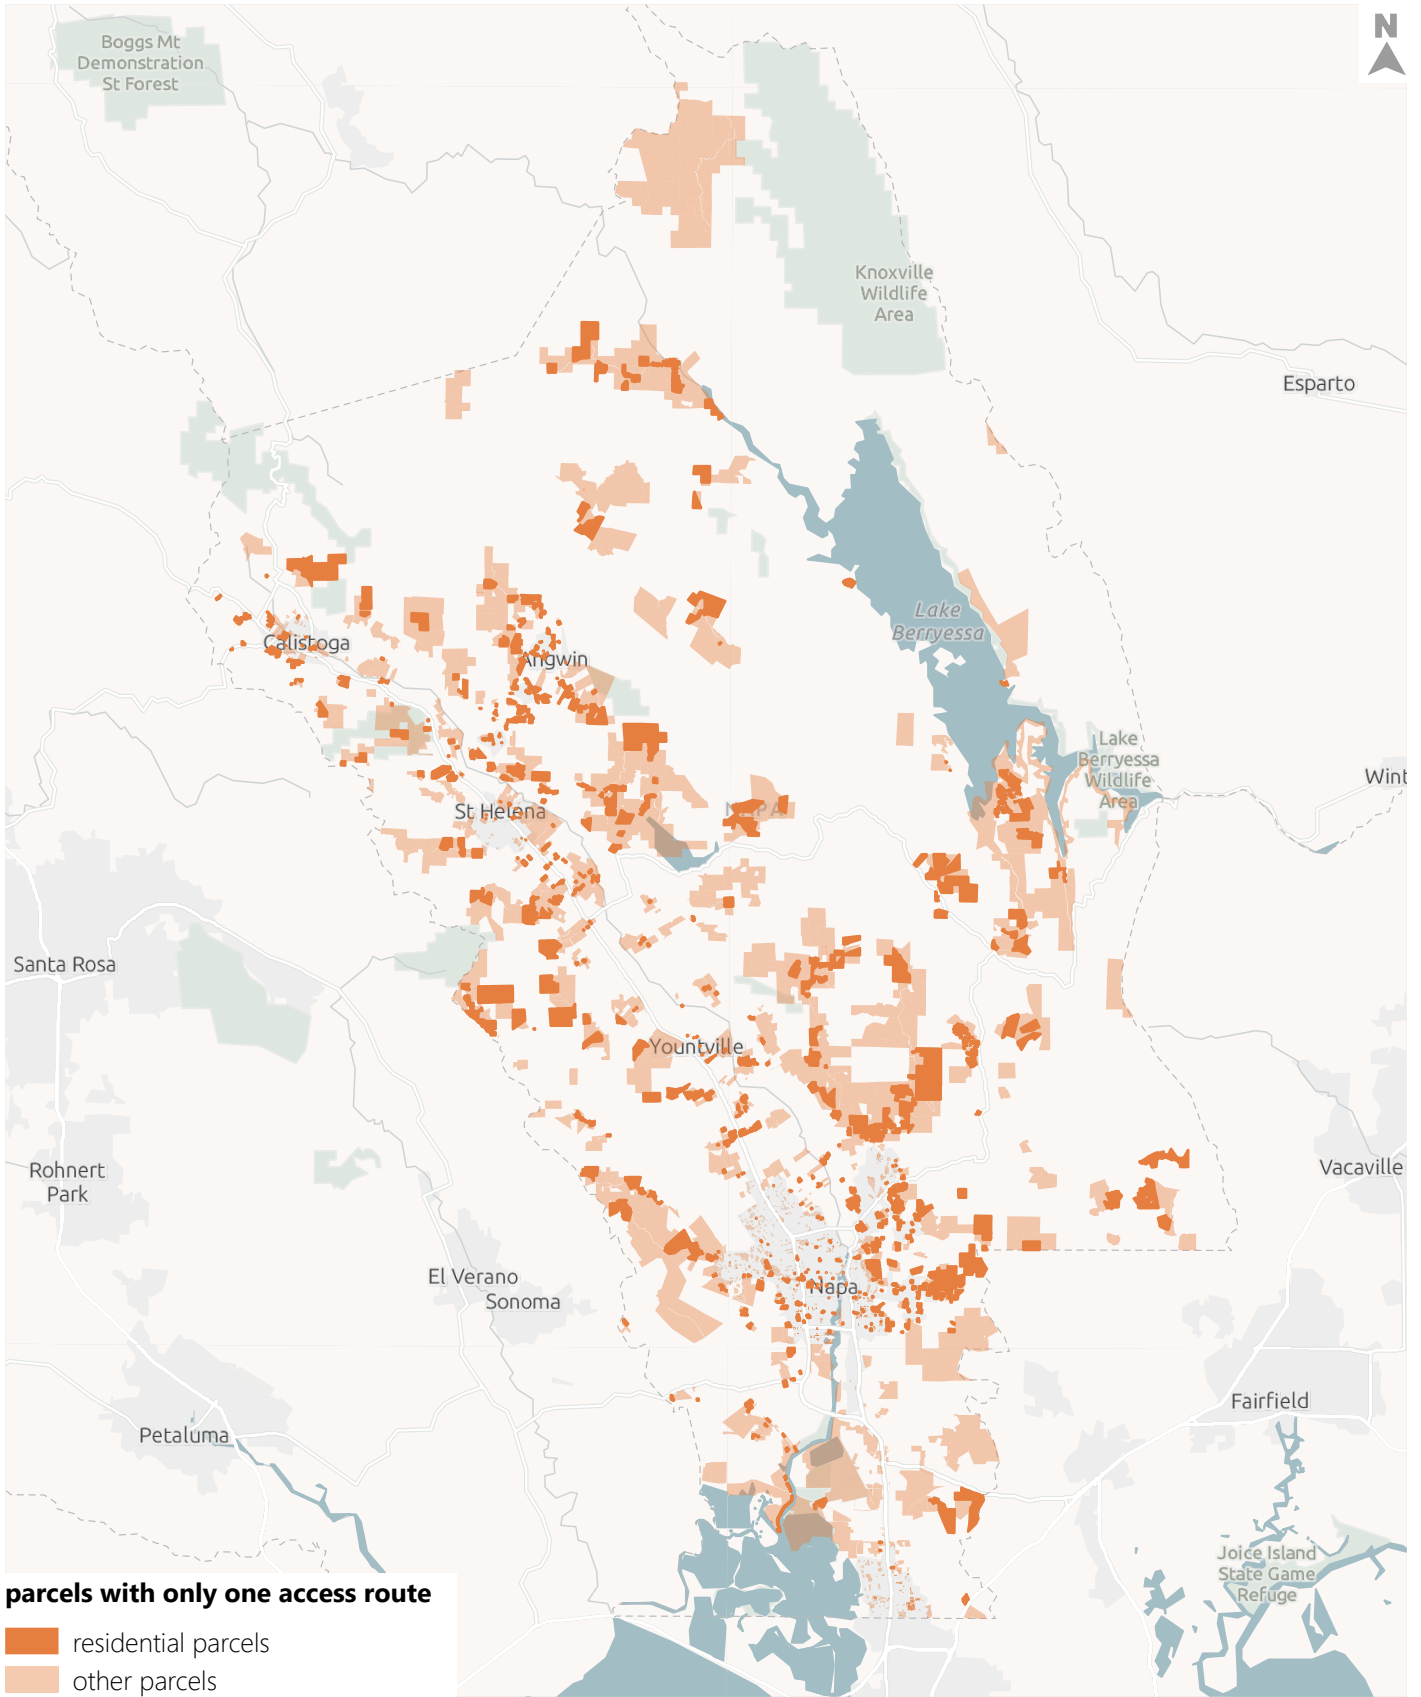 N
Boggs Mt
Demonstration
St Forest
Knoxville
Wildlife
Area
Esparto
Lake
Berryessa
Calistoga
Angwin
Lake
Berryessa
Wildlife
Area
Wint
St Helena
NAPA
Santa Rosa
Yountville
Rohnert
Park
Vacaville
El Verano
Sonoma
Napa
Fairfield
Petaluma
Joice Island
State Game
Refuge
parcels with only one access route
residential parcels
other parcels